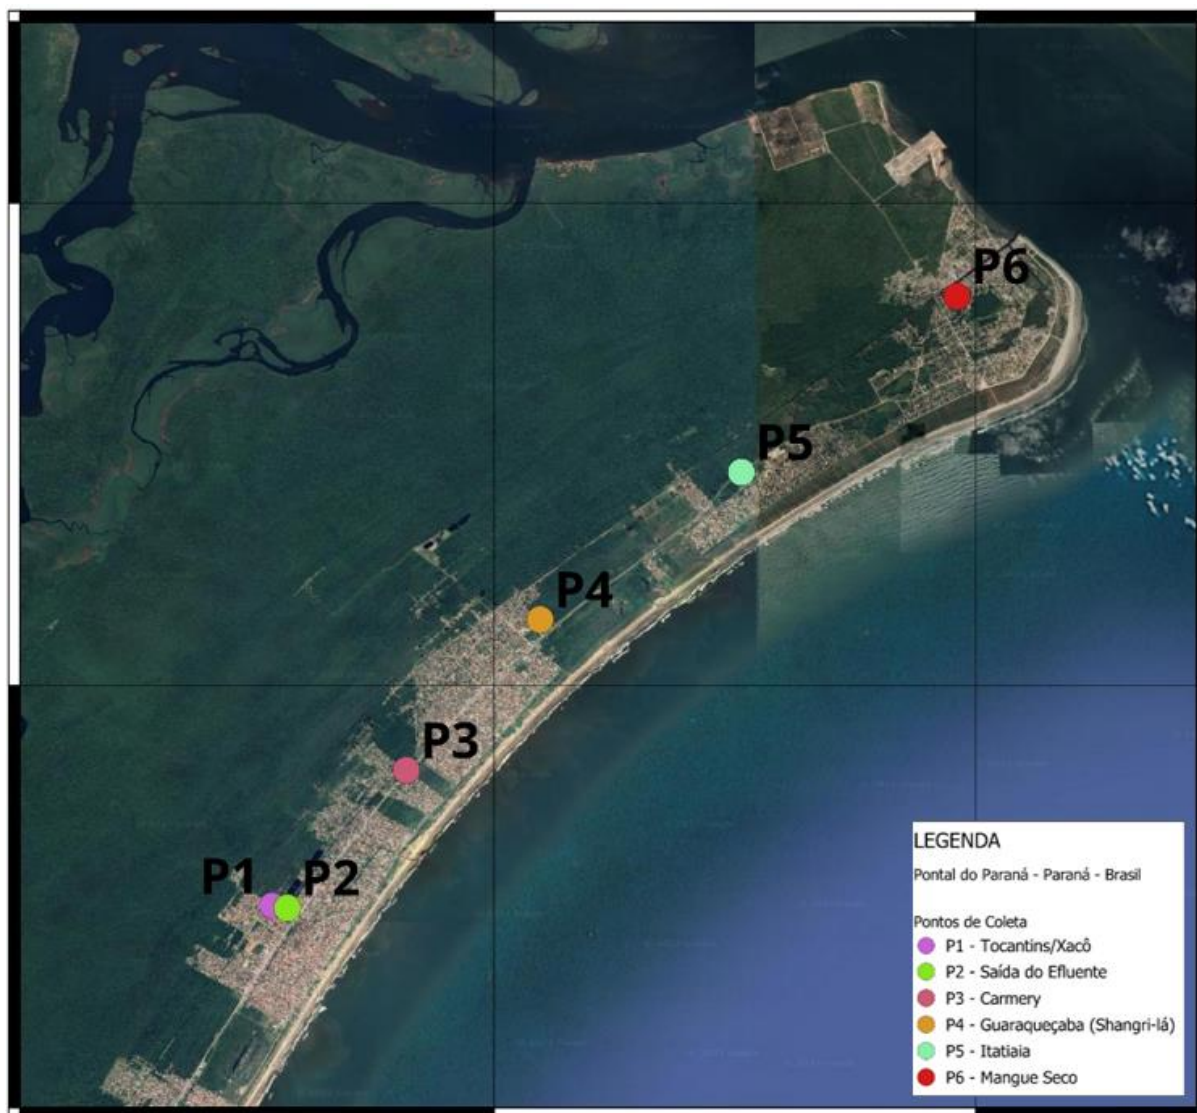 P6
P5
P4
P3
P1
P2
LEGENDA
Pontal do Paraná - Paraná - Brasil
Pontos de Coleta
P1 - Tocantins/Xacô
P2 - Saída do Efluente
P3 - Carmery
P4 - Guaraqueçaba (Shangri-lá)
P5 - Itatiaia
P6 - Mangue Seco